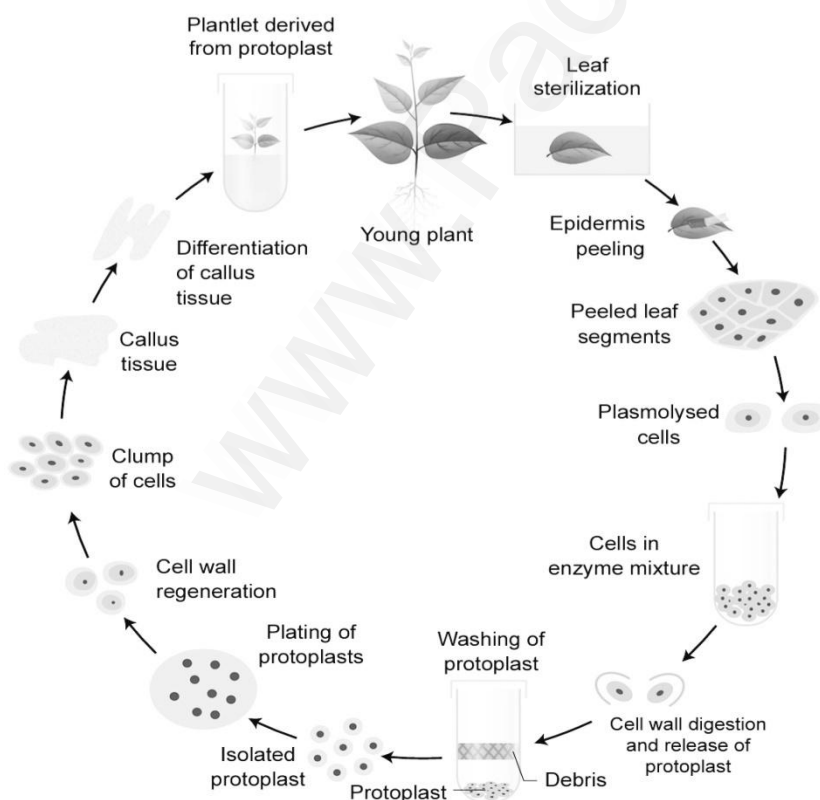 Plantlet derived
from protoplast
Leaf
sterilization
Young plant
Epidermis
peeling
Peeled leaf
segments
Plasmolysed
cells
Cells in
enzyme mixture
Cell wall digestion
and release of
protoplast
Washing of
protoplast
Debris
Protoplast
Isolated
protoplast
Plating of
protoplasts
Cell wall
regeneration
Clump
of cells
Callus
tissue
Differentiation
of callus
tissue